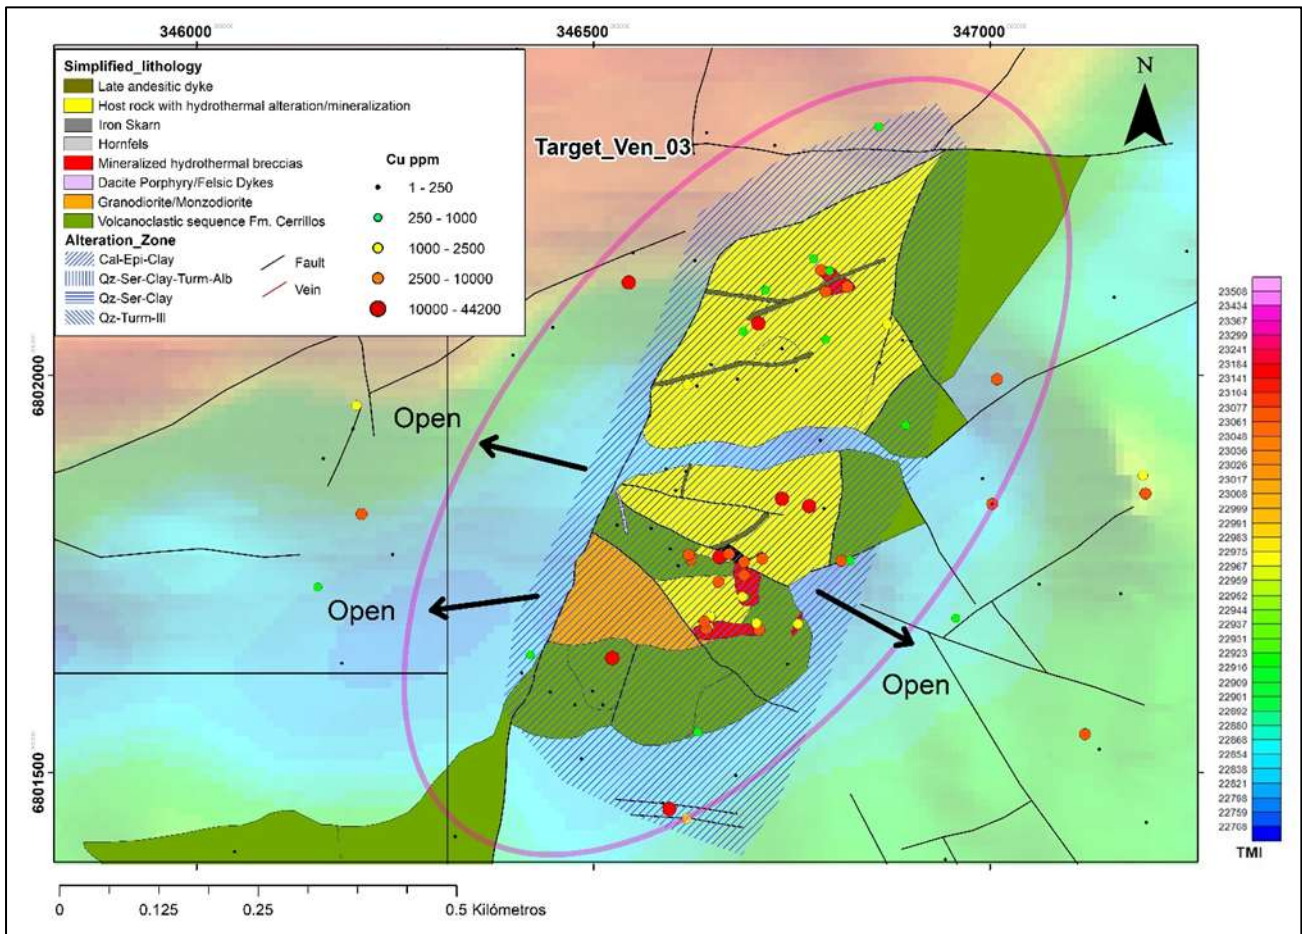 346000
346500
347000
Simplified_lithology
Late andesitic dyke
Host rock with hydrothermal alteration/mineralization
Iron Skarn
Hornfels
Mineralized hydrothermal breccias
Dacite Porphyry/Felsic Dykes
Granodiorite/Monzodiorite
Volcanoclastic sequence Fm. Cerrillos
Alteration_Zone
Cal-Epi-Clay
Qz-Ser-Clay-Turm-Alb
Qz-Ser-Clay
Qz-Turm-Ill
Fault
Vein
Cu ppm
1 - 250
250 - 1000
1000 - 2500
2500 - 10000
10000 - 44200
Target_Ven_03
N
6802000
6801500
Open
Open
Open
23508
23434
23367
23299
23241
23164
23141
23104
23077
23061
23048
23036
23026
23017
23008
22999
22991
22983
22975
22967
22959
22952
22944
22937
22931
22923
22916
22909
22901
22892
22880
22868
22854
22838
22821
22798
22759
22768
TMI
0
0.125
0.25
0.5 Kilómetros